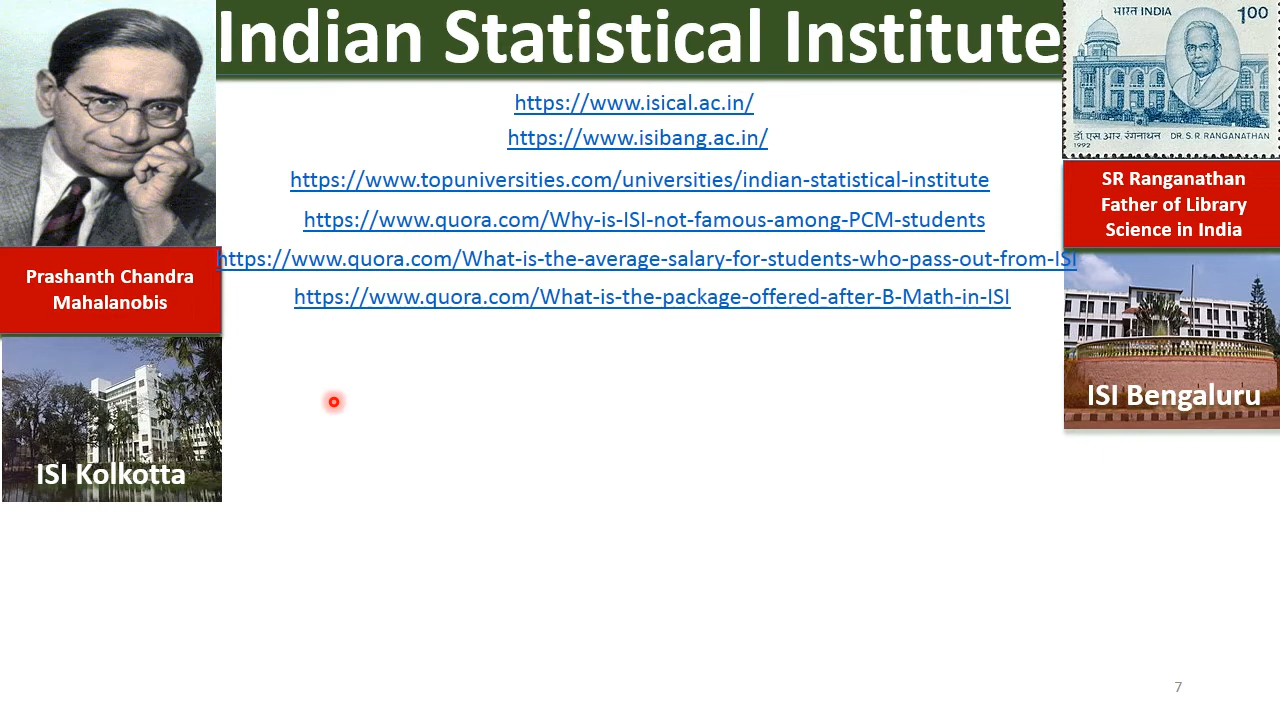 Indian Statistical Institute
https://www.isical.ac.in/
https://www.isibang.ac.in/
https://www.topuniversities.com/universities/indian-statistical-institute
https://www.quora.com/Why-is-ISI-not-famous-among-PCM-students
https://www.quora.com/What-is-the-average-salary-for-students-who-pass-out-from-ISI
https://www.quora.com/What-is-the-package-offered-after-B-Math-in-ISI
Prashanth Chandra
Mahalanobis
ISI Kolkotta
भारत INDIA 100
डॉ. एस. आर. रंगनाथन DR. S. R. RANGANATHAN
1992
SR Ranganathan
Father of Library
Science in India
ISI Bengaluru
7